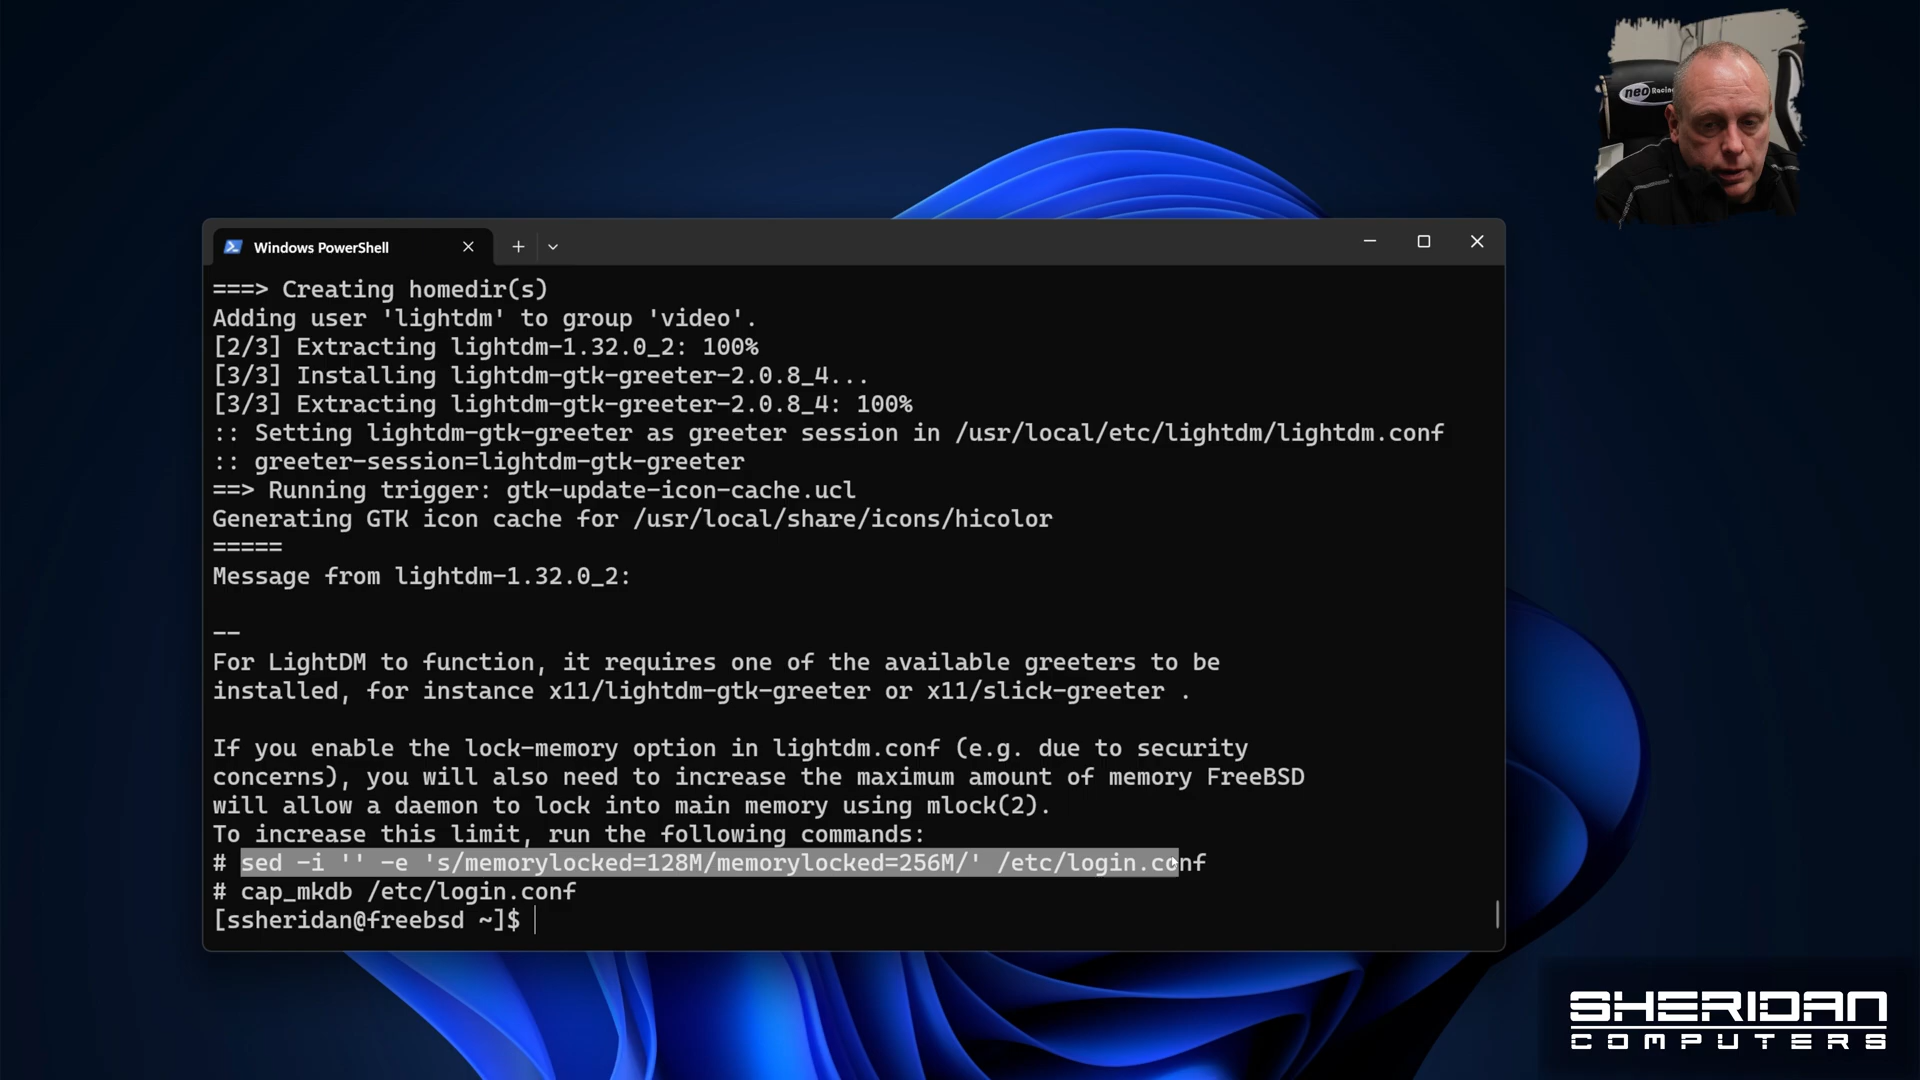 neo Racing
Windows PowerShell
===> Creating homedir(s)
Adding user 'lightdm' to group 'video'.
[2/3] Extracting lightdm-1.32.0_2: 100%
[3/3] Installing lightdm-gtk-greeter-2.0.8_4...
[3/3] Extracting lightdm-gtk-greeter-2.0.8_4: 100%
:: Setting lightdm-gtk-greeter as greeter session in /usr/local/etc/lightdm/lightdm.conf
:: greeter-session=lightdm-gtk-greeter
==> Running trigger: gtk-update-icon-cache.ucl
Generating GTK icon cache for /usr/local/share/icons/hicolor
=====
Message from lightdm-1.32.0_2:
--
For LightDM to function, it requires one of the available greeters to be
installed, for instance x11/lightdm-gtk-greeter or x11/slick-greeter .
If you enable the lock-memory option in lightdm.conf (e.g. due to security
concerns), you will also need to increase the maximum amount of memory FreeBSD
will allow a daemon to lock into main memory using mlock(2).
To increase this limit, run the following commands:
# sed -i '' -e 's/memorylocked=128M/memorylocked=256M/' /etc/login.conf
# cap_mkdb /etc/login.conf
[ssheridan@freebsd ~]$
SHERIDAN
COMPUTERS